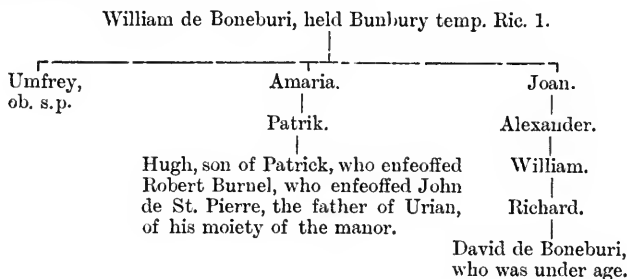 William de Boneburi, held Bunbury temp. Ric. 1.
Umfrey,
ob. s.p.
Amaria.
Joan.
Patrik.
Alexander.
Hugh, son of Patrick, who enfeoffed
Robert Burnel, who enfeoffed John
de St. Pierre, the father of Urian,
of his moiety of the manor.
William.
Richard.
David de Boneburi,
who was under age.